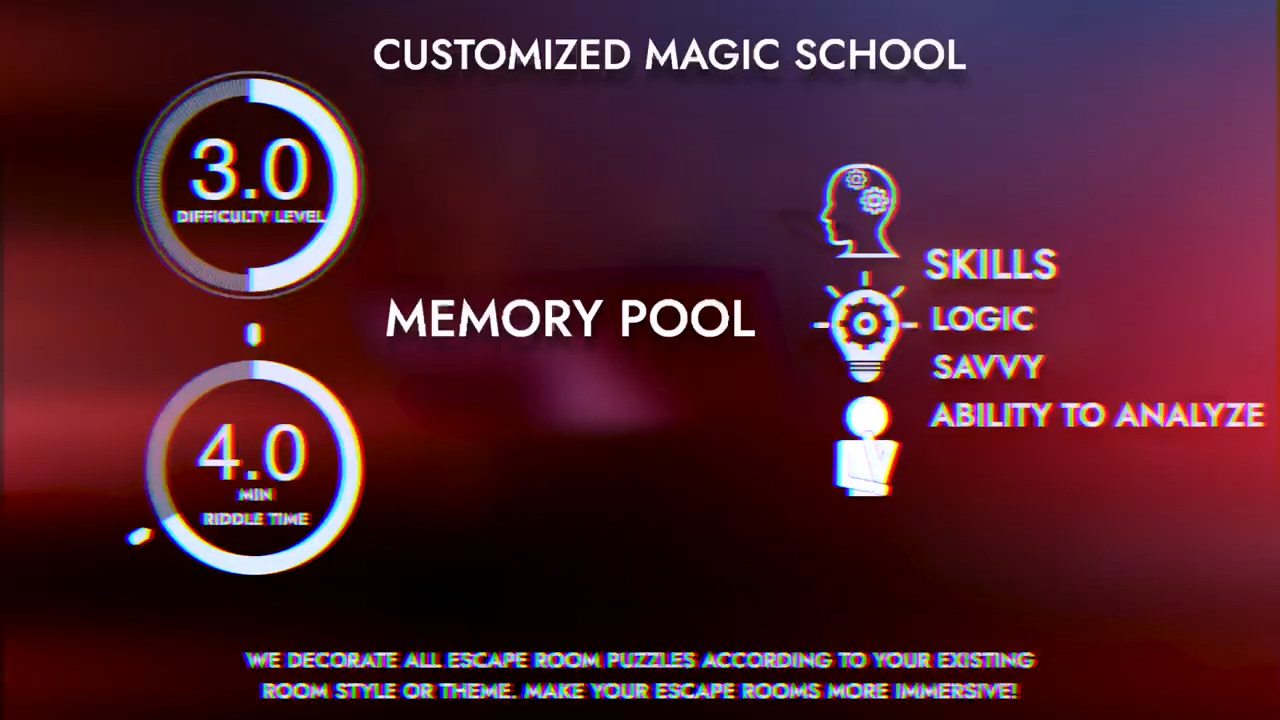 CUSTOMIZED MAGIC SCHOOL
3.0
DIFFICULTY LEVEL
MEMORY POOL
4.0
MIN
RIDDLE TIME
SKILLS
LOGIC
SAVVY
ABILITY TO ANALYZE
WE DECORATE ALL ESCAPE ROOM PUZZLES ACCORDING TO YOUR EXISTING
ROOM STYLE OR THEME. MAKE YOUR ESCAPE ROOMS MORE IMMERSIVE!